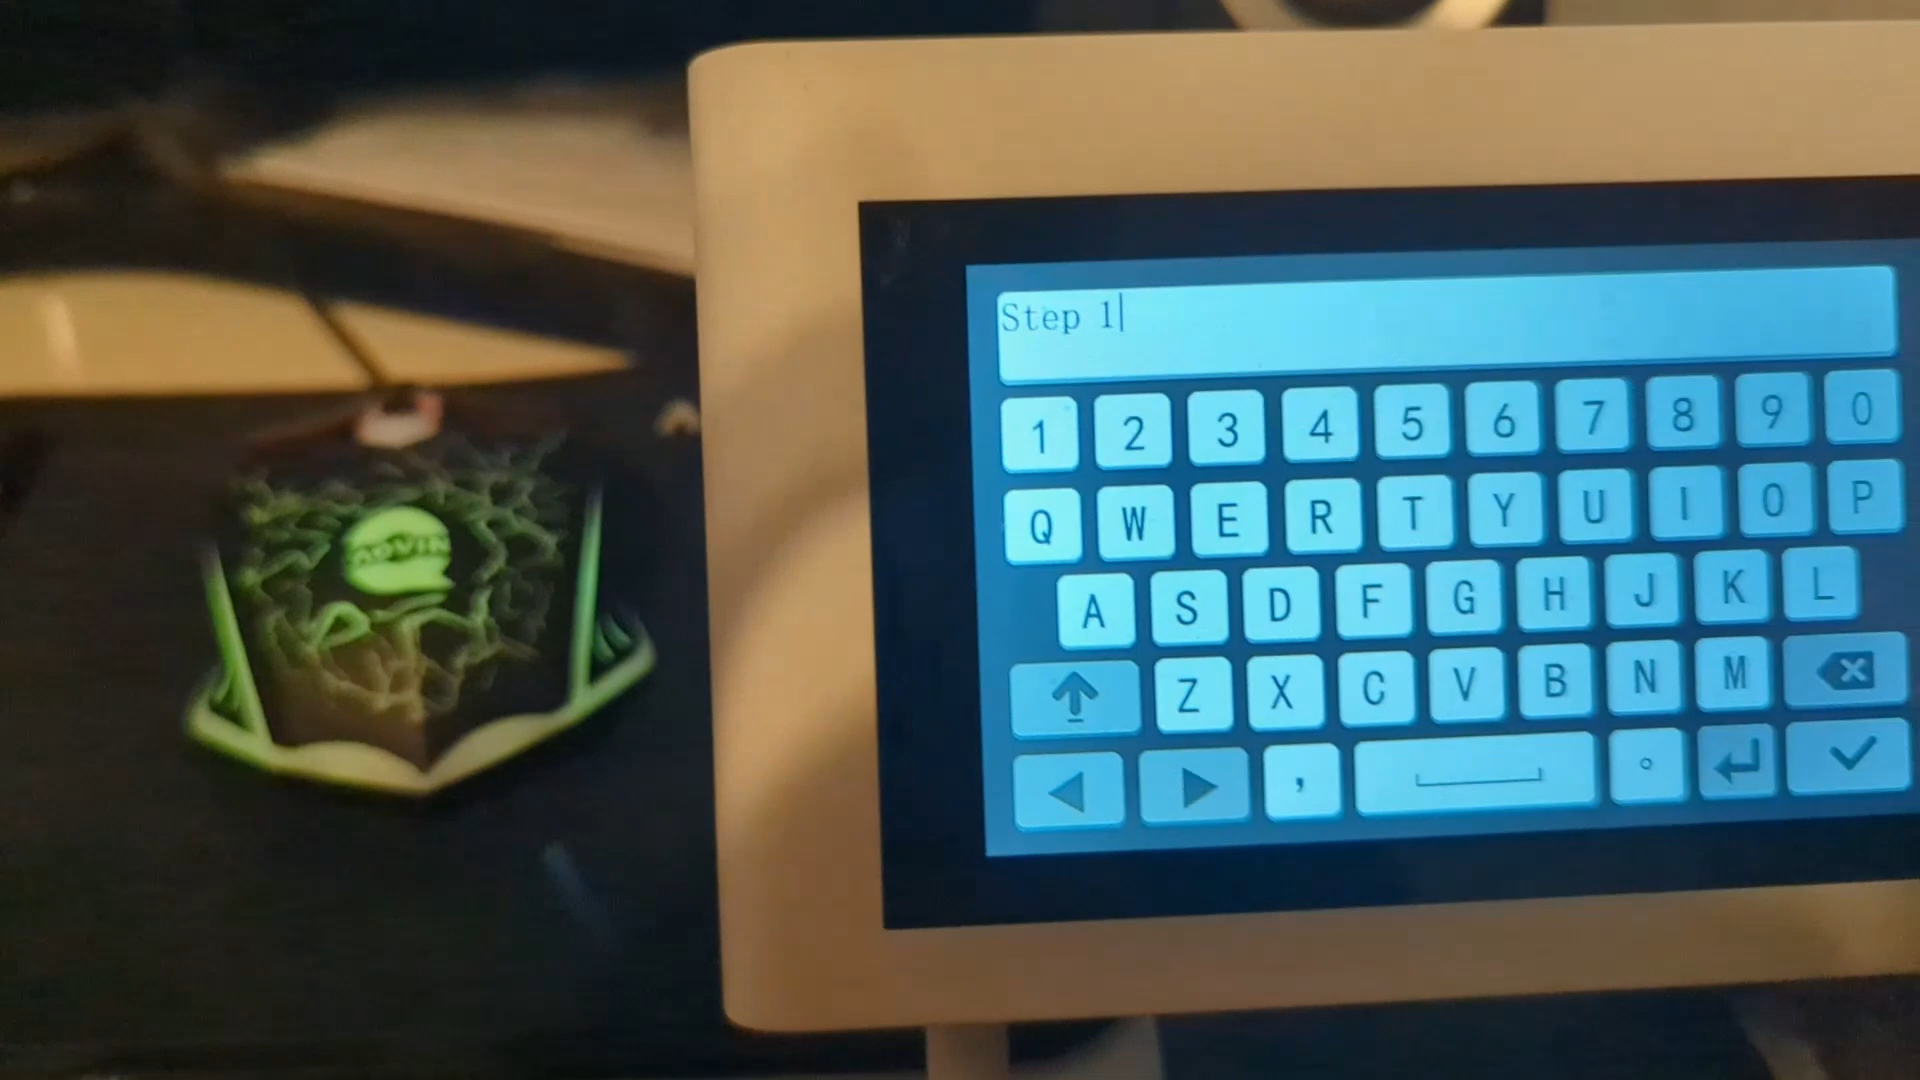 Step 1
1 2 3 4 5 6 7 8 9 0
Q W E R T Y U I O P
A S D F G H J K L
Z X C V B N M
, 。